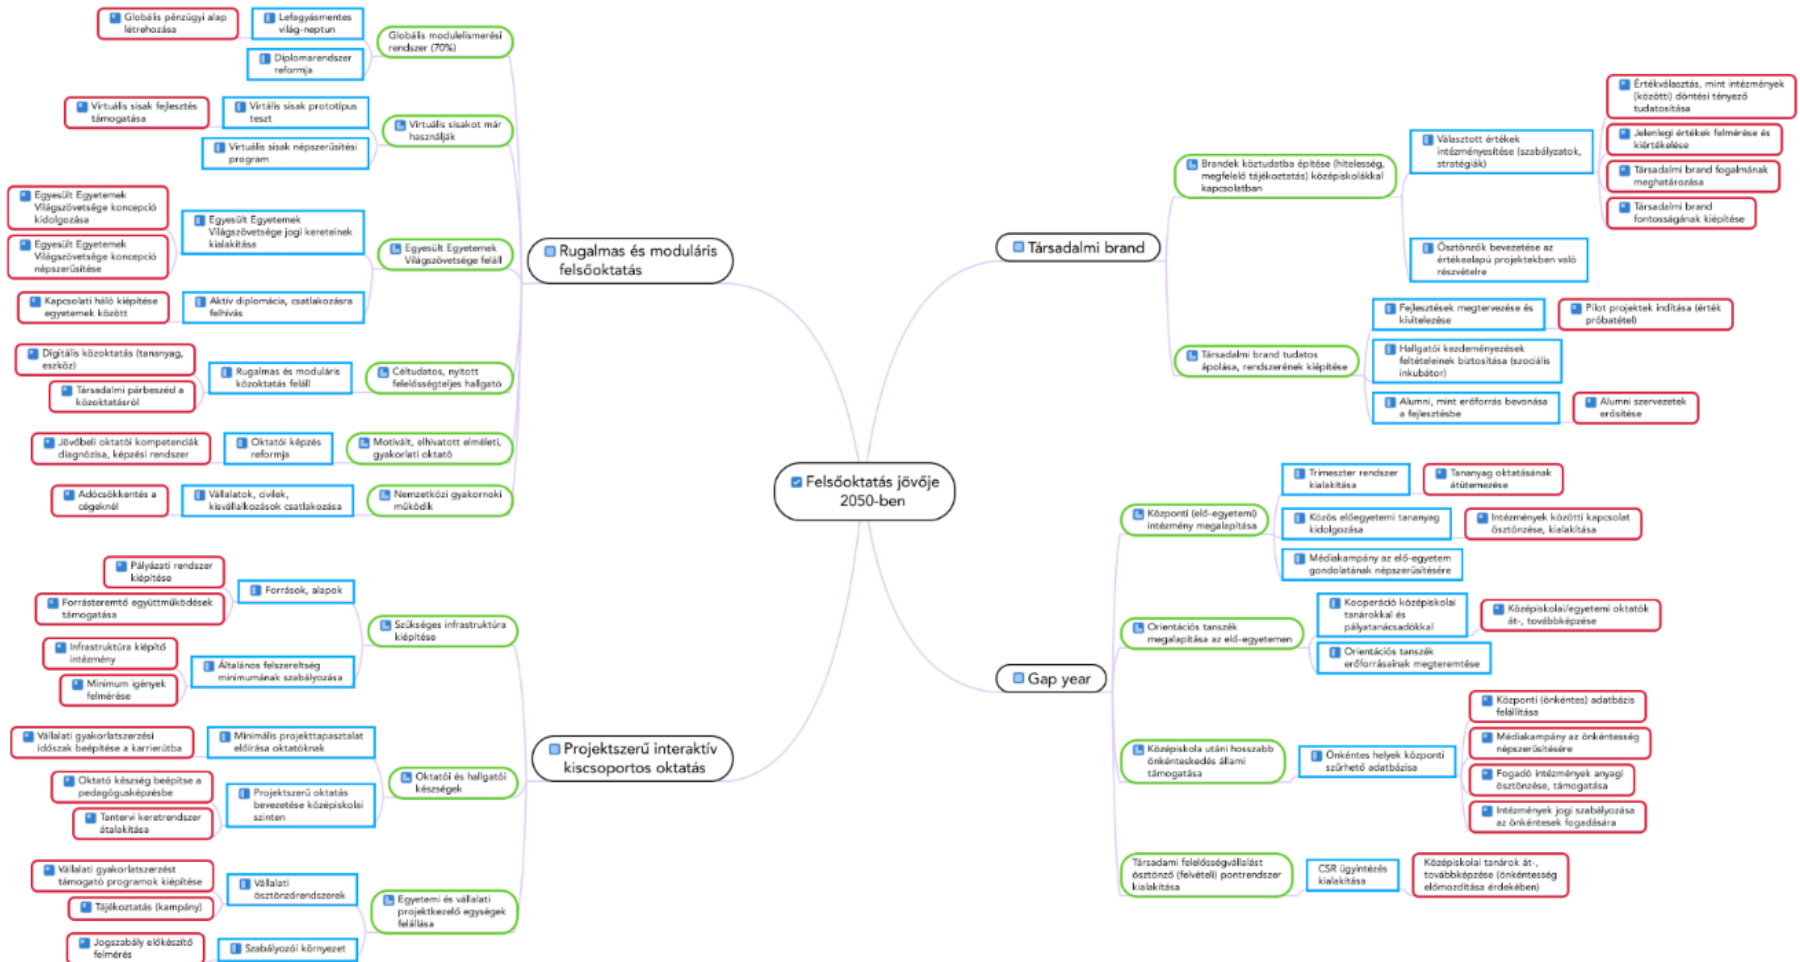 Felsőoktatás jövője
2050-ben
Rugalmas és moduláris
felsőoktatás
Globális modulelismerési
rendszer (70%)
Lefagyásmentes
világ-neptun
Globális pénzügyi alap
létrehozása
Diplomarendszer
reformja
Virtuális sisakot már
használják
Virtális sisak prototípus
teszt
Virtuális sisak fejlesztés
támogatása
Virtuális sisak népszerűsítési
program
Egyesült Egyetemek
Világszövetsége feláll
Egyesült Egyetemek
Világszövetsége jogi kereteinek
kialakítása
Egyesült Egyetemek
Világszövetsége koncepció
kidolgozása
Egyesült Egyetemek
Világszövetsége koncepció
népszerűsítése
Aktív diplomácia, csatlakozásra
felhívás
Kapcsolati háló kiépítése
egyetemek között
Céltudatos, nyitott
felelősségteljes hallgató
Rugalmas és moduláris
közoktatás feláll
Digitális közoktatás (tananyag,
eszköz)
Társadalmi párbeszéd a
közoktatásról
Motivált, elhivatott elméleti,
gyakorlati oktató
Oktatói képzés
reformja
Jövőbeli oktatói kompetenciák
diagnózisa, képzési rendszer
Nemzetközi gyakornoki
működik
Vállalatok, civilek,
kisvállalkozások csatlakozása
Adócsökkentés a
cégeknél
Projektszerű interaktív
kiscsoportos oktatás
Szükséges infrastruktúra
kiépítése
Források, alapok
Pályázati rendszer
kiépítése
Forrásteremtő együttműködések
támogatása
Általános felszereltség
minimumának szabályozása
Infrastruktúra kiépítő
intézmény
Minimum igények
felmérése
Oktatói és hallgatói
készségek
Minimális projekttapasztalat
előírása oktatóknak
Vállalati gyakorlatszerzési
időszak beépítése a karrierútba
Projektszerű oktatás
bevezetése középiskolai
szinten
Oktató készség beépítse a
pedagógusképzésbe
Tantervi keretrendszer
átalakítása
Egyetemi és vállalati
projektkezelő egységek
felállása
Vállalati
ösztönzőrendszerek
Vállalati gyakorlatszerzést
támogató programok kiépítése
Tájékoztatás (kampány)
Szabályozói környezet
Jogszabály előkészítő
felmérés
Társadalmi brand
Brandek köztudatba építése (hitelesség,
megfelelő tájékoztatás) középiskolákkal
kapcsolatban
Választott értékek
intézményesítése (szabályzatok,
stratégiák)
Értékválasztás, mint intézmények
(közötti) döntési tényező
tudatosítása
Jelenlegi értékek felmérése és
kiértékelése
Társadalmi brand fogalmának
meghatározása
Társadalmi brand
fontosságának kiépítése
Ösztönzők bevezetése az
értékealapú projektekben való
részvételre
Társadalmi brand tudatos
ápolása, rendszerének kiépítése
Fejlesztések megtervezése és
kivitelezése
Pilot projektek indítása (érték
próbatétel)
Hallgatói kezdeményezések
feltételeinek biztosítása (szociális
inkubátor)
Alumni, mint erőforrás bevonása
a fejlesztésbe
Alumni szervezetek
erősítése
Gap year
Központi (elő-egyetemi)
intézmény megalapítása
Trimeszter rendszer
kialakítása
Tananyag oktatásának
átütemezése
Közös előegyetemi tananyag
kidolgozása
Intézmények közötti kapcsolat
ösztönzése, kialakítása
Médiakampány az elő-egyetem
gondolatának népszerűsítésére
Orientációs tanszék
megalapítása az elő-egyetemen
Kooperáció középiskolai
tanárokkal és
pályatanácsadókkal
Középiskolai/egyetemi oktatók
át-, továbbképzése
Orientációs tanszék
erőforrásainak megteremtése
Középiskola utáni hosszabb
önkénteskedés állami
támogatása
Önkéntes helyek központi
szűrhető adatbázisa
Központi (önkéntes) adatbázis
felállítása
Médiakampány az önkéntesség
népszerűsítésére
Fogadó intézmények anyagi
ösztönzése, támogatása
Intézmények jogi szabályozása
az önkéntesek fogadására
Társadami felelősségvállalást
ösztönző (felvételi) pontrendszer
kialakítása
CSR ügyintézés
kialakítása
Középiskolai tanárok át-,
továbbképzése (önkéntesség
előmozdítása érdekében)